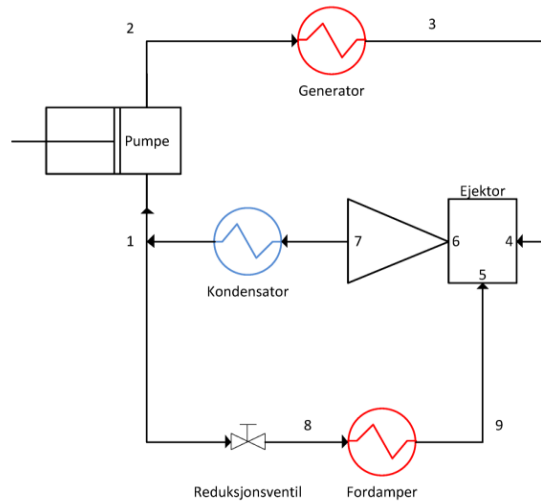 2
3
Generator
Pumpe
Ejektor
1
7
6
4
5
Kondensator
8
9
Reduksjonsventil
Fordamper